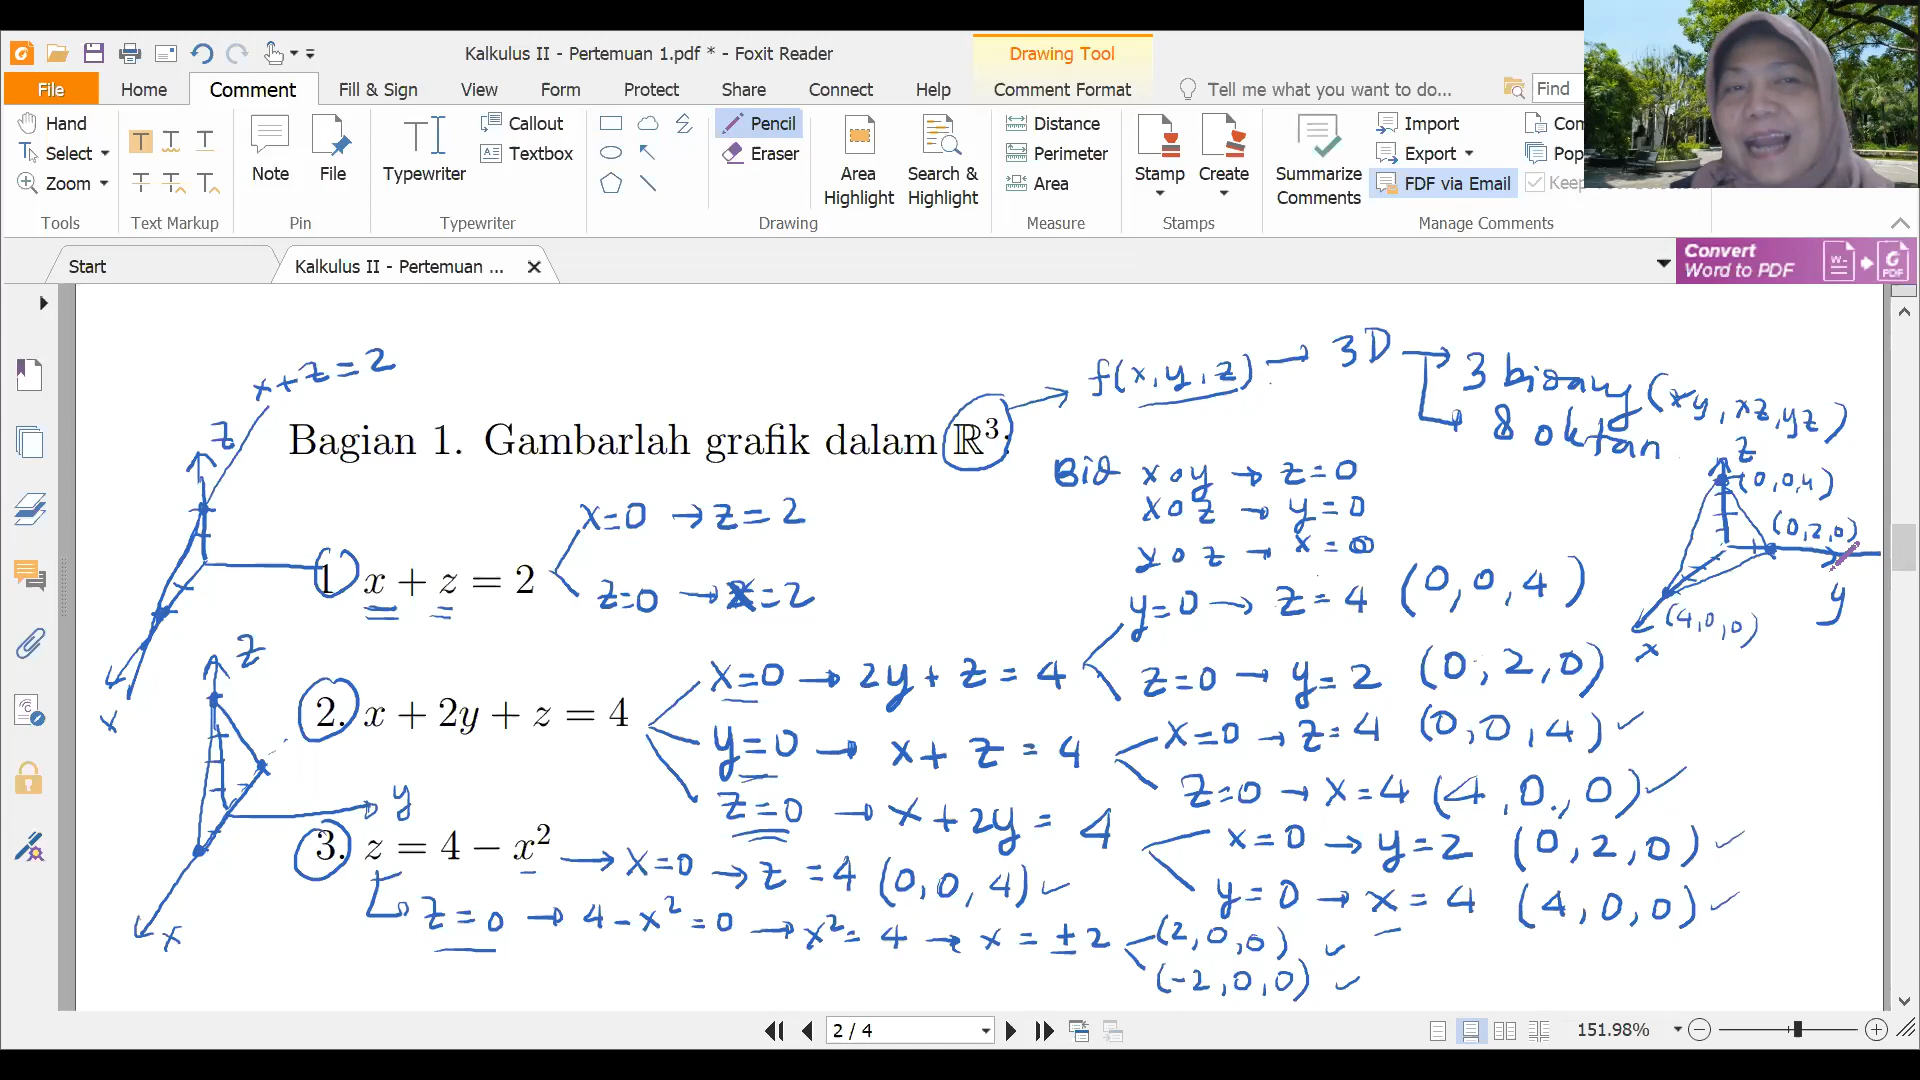 Kalkulus II - Pertemuan 1.pdf * - Foxit Reader
Drawing Tool
File Home Comment Fill & Sign View Form Protect Share Connect Help Comment Format Tell me what you want to do... Find
Hand
Select
Zoom
Tools
Text Markup
Note
File
Pin
Typewriter
Callout
Textbox
Typewriter
Pencil
Eraser
Area Highlight
Search & Highlight
Drawing
Distance
Perimeter
Area
Measure
Stamp
Create
Stamps
Summarize Comments
Import
Export
FDF via Email
Com
Pop
Keep
Manage Comments
Start
Kalkulus II - Pertemuan ...
Convert
Word to PDF
x+z=2
f(x,y,z) → 3D → 3 bidang (xy, xz, yz)
→ 8 oktan
Bagian 1. Gambarlah grafik dalam ℝ³:
z
Bid xoy → z=0
xoz → y=0
yoz → x=0
z
(0,0,4)
(0,2,0)
(4,0,0)
x
y
1) x + z = 2
x=0 → z=2
z=0 → x=2
x
2. x + 2y + z = 4
x=0 → 2y+z=4
y=0 → z=4 (0,0,4)
z=0 → y=2 (0,2,0)
y=0 → x+z=4
x=0 → z=4 (0,0,4) ✓
z=0 → x=4 (4,0,0) ✓
z=0 → x+2y=4
x=0 → y=2 (0,2,0) ✓
y=0 → x=4 (4,0,0) ✓
z
y
x
3. z = 4 − x² → x=0 → z=4 (0,0,4) ✓
z=0 → 4-x²=0 → x²=4 → x=±2
(2,0,0) ✓
(-2,0,0) ✓
2 / 4
151.98%